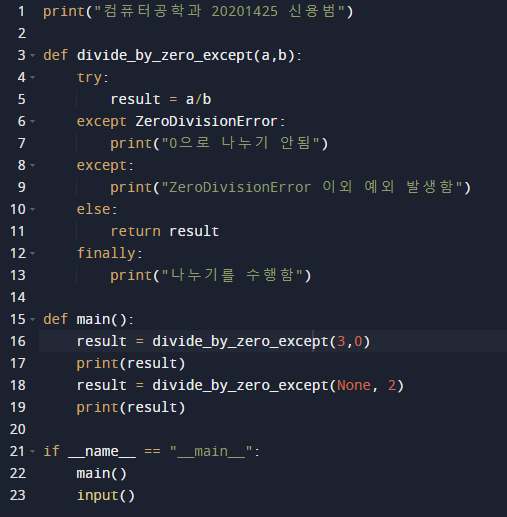 1 print("컴퓨터공학과 20201425 신용범")
2
3 def divide_by_zero_except(a,b):
4     try:
5         result = a/b
6     except ZeroDivisionError:
7         print("0으로 나누기 안됨")
8     except:
9         print("ZeroDivisionError 이외 예외 발생함")
10     else:
11         return result
12     finally:
13         print("나누기를 수행함")
14
15 def main():
16     result = divide_by_zero_except(3,0)
17     print(result)
18     result = divide_by_zero_except(None, 2)
19     print(result)
20
21 if __name__ == "__main__":
22     main()
23     input()